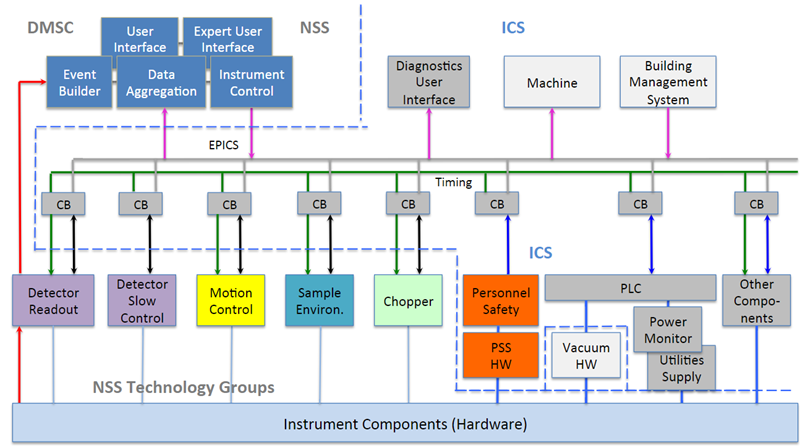 DMSC
User
Interface
Expert User
Interface
NSS
ICS
Event
Builder
Data
Aggregation
Instrument
Control
Diagnostics
User
Interface
Machine
Building
Management
System
EPICS
Timing
CB
CB
CB
CB
CB
CB
CB
CB
ICS
Detector
Readout
Detector
Slow
Control
Motion
Control
Sample
Environ.
Chopper
Personnel
Safety
PLC
Other
Compo-
nents
PSS
HW
Vacuum
HW
Power
Monitor
Utilities
Supply
NSS Technology Groups
Instrument Components (Hardware)